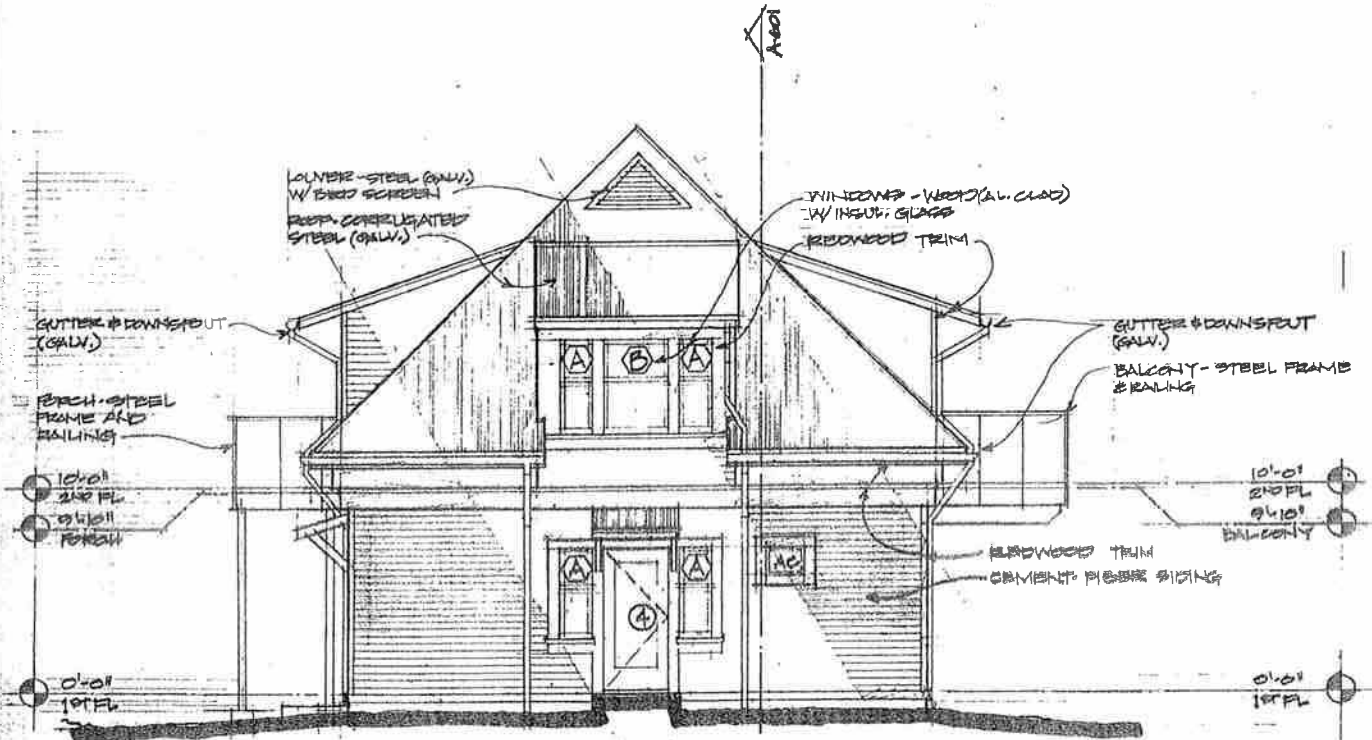 A-601
LOUVER-STEEL (GALV.)
W/ BIRD SCREEN
ROOF-CORRUGATED
STEEL (GALV.)
WINDOWS - WOOD (AL. CLAD)
W/ INSUL. GLASS
REDWOOD TRIM
GUTTER & DOWNSPOUT
(GALV.)
GUTTER & DOWNSPOUT
(GALV.)
A B A
BALCONY - STEEL FRAME
& RAILING
PORCH-STEEL
FRAME AND
RAILING
10'-0"
2ND FL
9'-10"
PORCH
10'-0"
2ND FL
9'-10"
BALCONY
REDWOOD TRIM
CEMENT-FIBER SIDING
A A AC
4
0'-0"
1ST FL
0'-0"
1ST FL